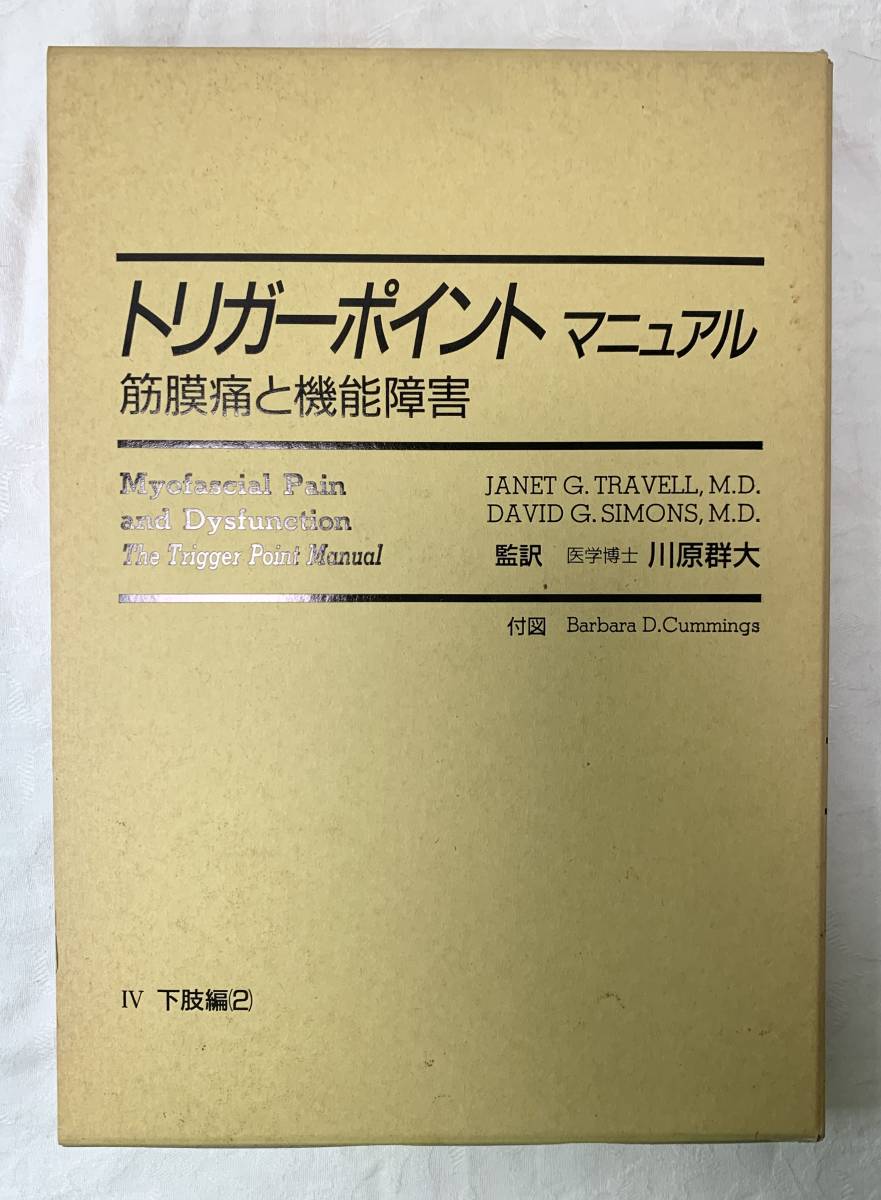 トリガーポイント マニュアル
筋膜痛と機能障害
Myofascial Pain
and Dysfunction
The Trigger Point Manual
JANET G. TRAVELL, M.D.
DAVID G. SIMONS, M.D.
監訳 医学博士 川原群大
付図 Barbara D.Cummings
IV 下肢編(2)